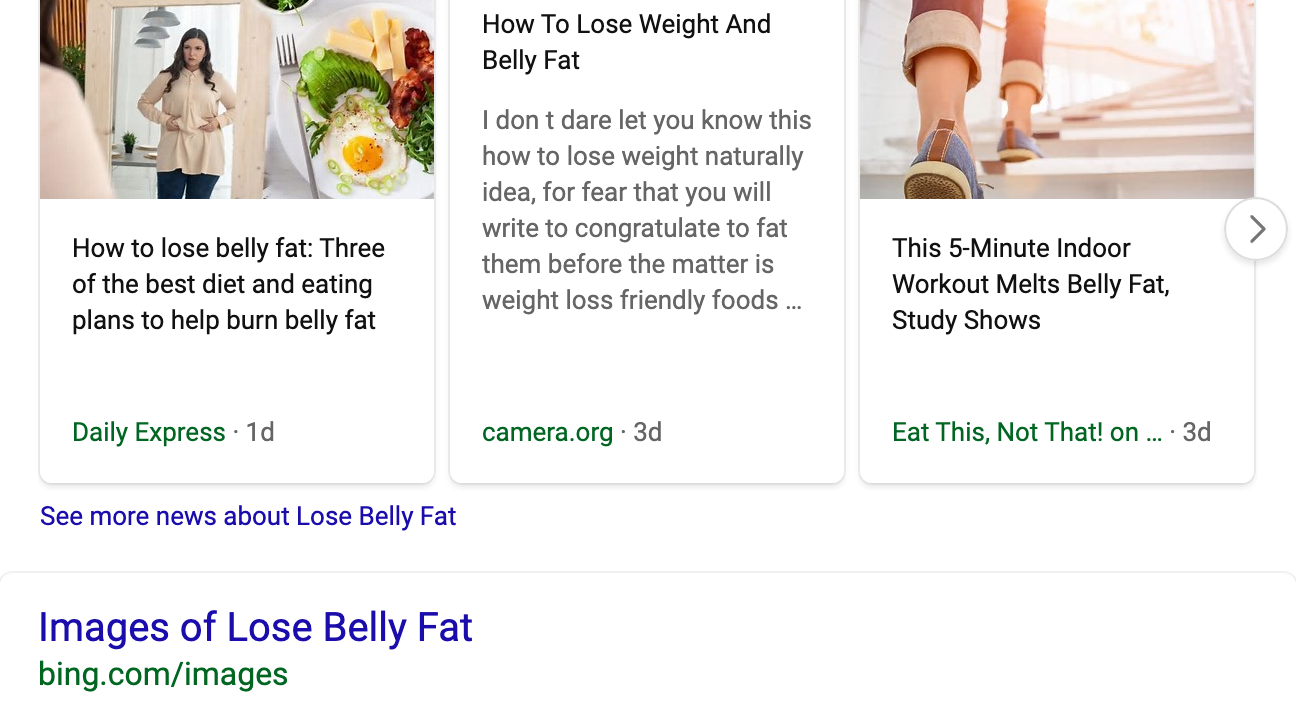 How to lose belly fat: Three
of the best diet and eating
plans to help burn belly fat
Daily Express · 1d
How To Lose Weight And
Belly Fat
I don t dare let you know this
how to lose weight naturally
idea, for fear that you will
write to congratulate to fat
them before the matter is
weight loss friendly foods ...
camera.org · 3d
This 5-Minute Indoor
Workout Melts Belly Fat,
Study Shows
Eat This, Not That! on ... · 3d
See more news about Lose Belly Fat
Images of Lose Belly Fat
bing.com/images